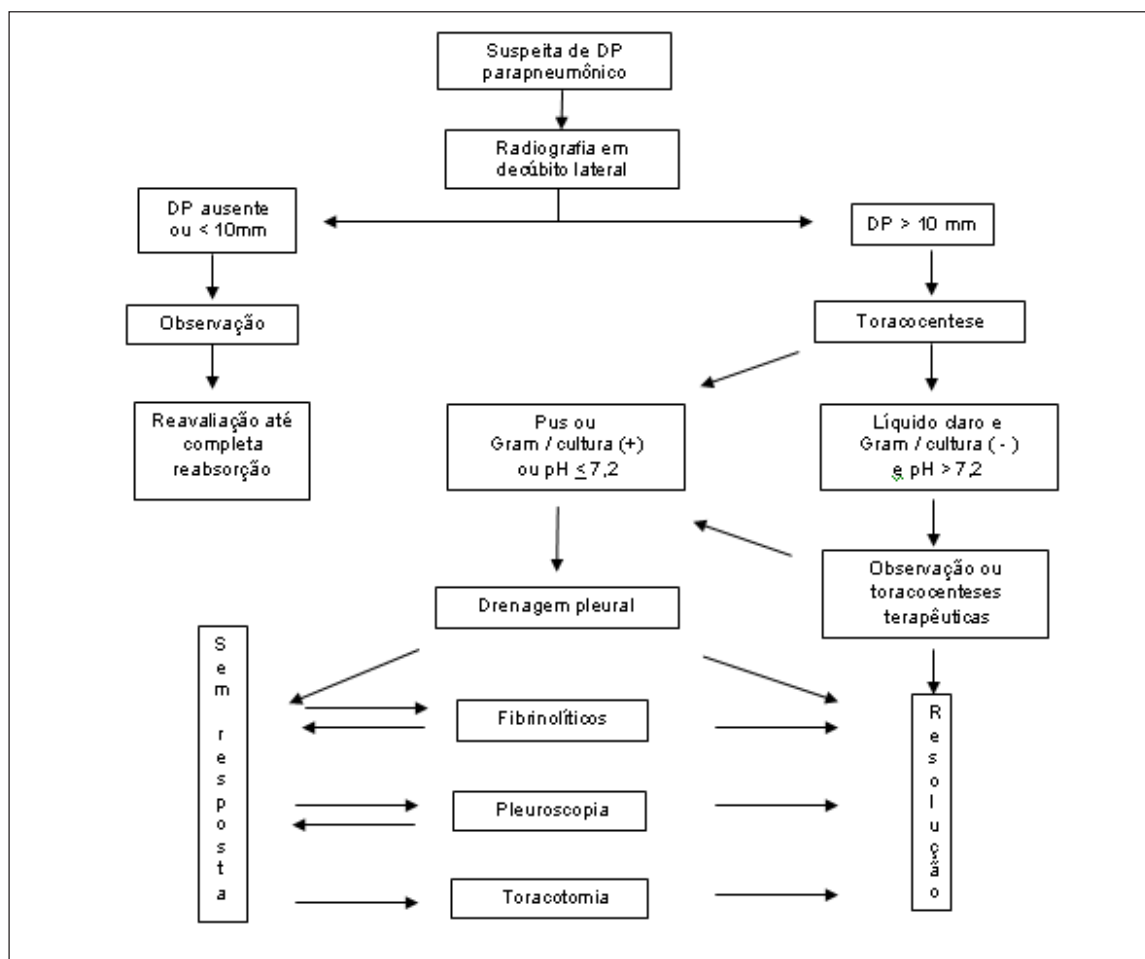 Suspeita de DP
parapneumônico
Radiografia em
decúbito lateral
DP ausente
ou < 10mm
DP > 10 mm
Observação
Toracocentese
Reavaliação até
completa
reabsorção
Pus ou
Gram / cultura (+)
ou pH ≤ 7,2
Líquido claro e
Gram / cultura ( - )
e pH > 7,2
Drenagem pleural
Observação ou
toracocenteses
terapêuticas
Sem resposta
Fibrinolíticos
Pleuroscopia
Toracotomia
Resolução